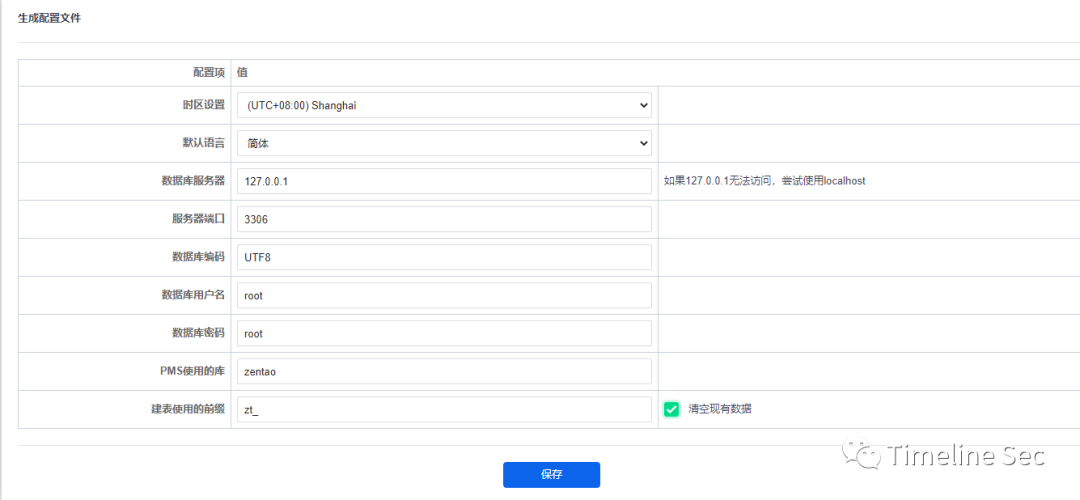 生成配置文件
配置项 值
时区设置 (UTC+08:00) Shanghai
默认语言 简体
数据库服务器 127.0.0.1 如果127.0.0.1无法访问，尝试使用localhost
服务器端口 3306
数据库编码 UTF8
数据库用户名 root
数据库密码 root
PMS使用的库 zentao
建表使用的前缀 zt_ 清空现有数据
Timeline Sec
保存